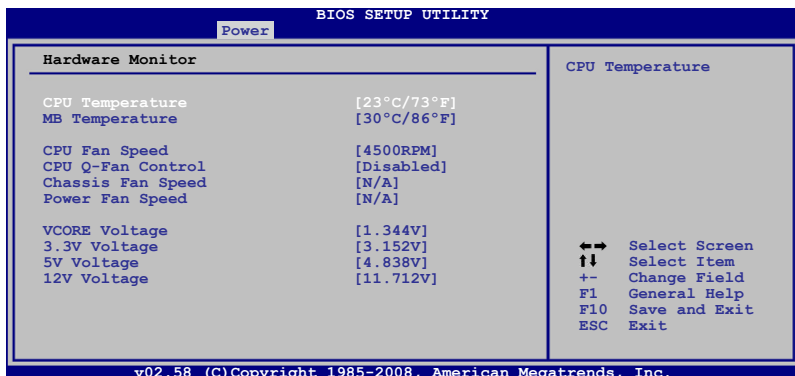 BIOS SETUP UTILITY
Power
Hardware Monitor
CPU Temperature [23°C/73°F]
MB Temperature [30°C/86°F]
CPU Fan Speed [4500RPM]
CPU Q-Fan Control [Disabled]
Chassis Fan Speed [N/A]
Power Fan Speed [N/A]
VCORE Voltage [1.344V]
3.3V Voltage [3.152V]
5V Voltage [4.838V]
12V Voltage [11.712V]
CPU Temperature
←→ Select Screen
↑↓ Select Item
+- Change Field
F1 General Help
F10 Save and Exit
ESC Exit
v02.58 (C)Copyright 1985-2008, American Megatrends, Inc.